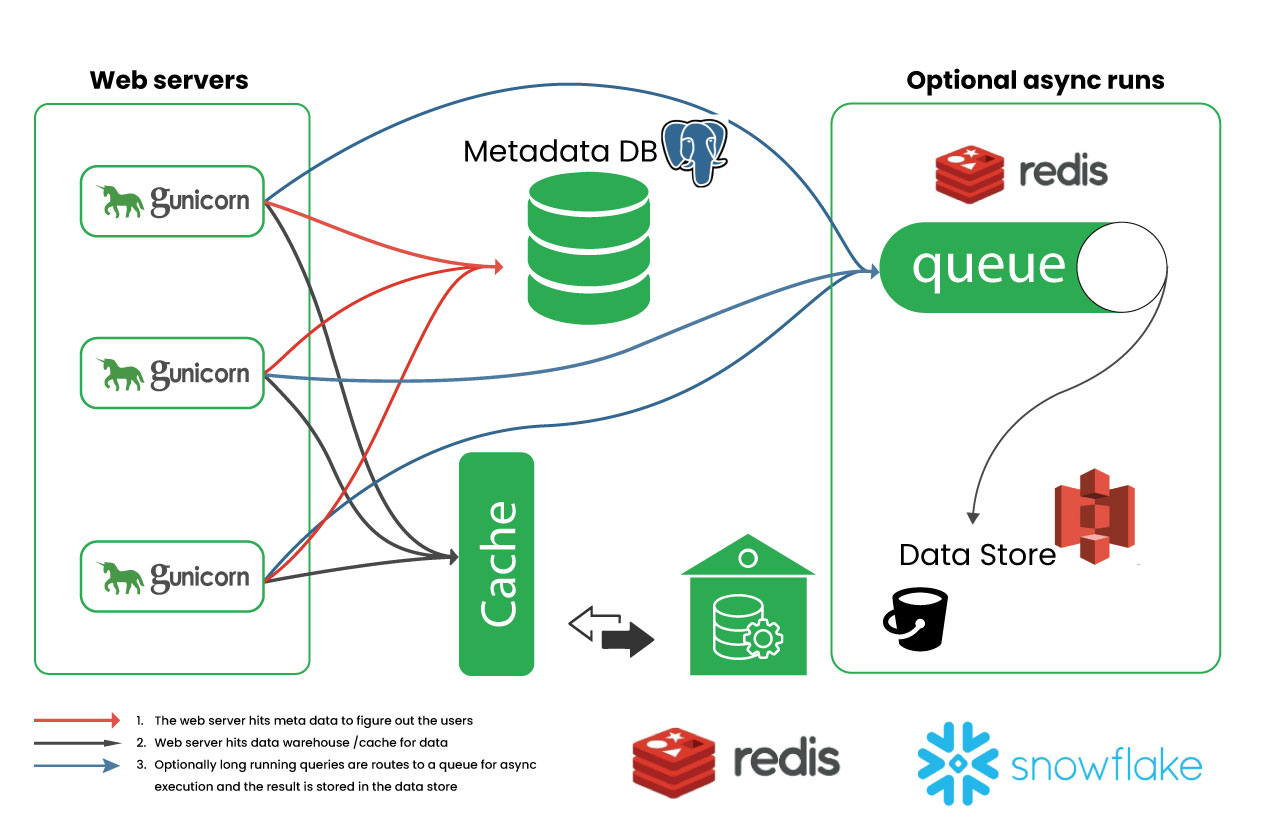 Web servers
Optional async runs
Metadata DB
redis
gunicorn
queue
gunicorn
Cache
Data Store
gunicorn
1. The web server hits meta data to figure out the users
2. Web server hits data warehouse /cache for data
3. Optionally long running queries are routes to a queue for async
execution and the result is stored in the data store
redis
snowflake